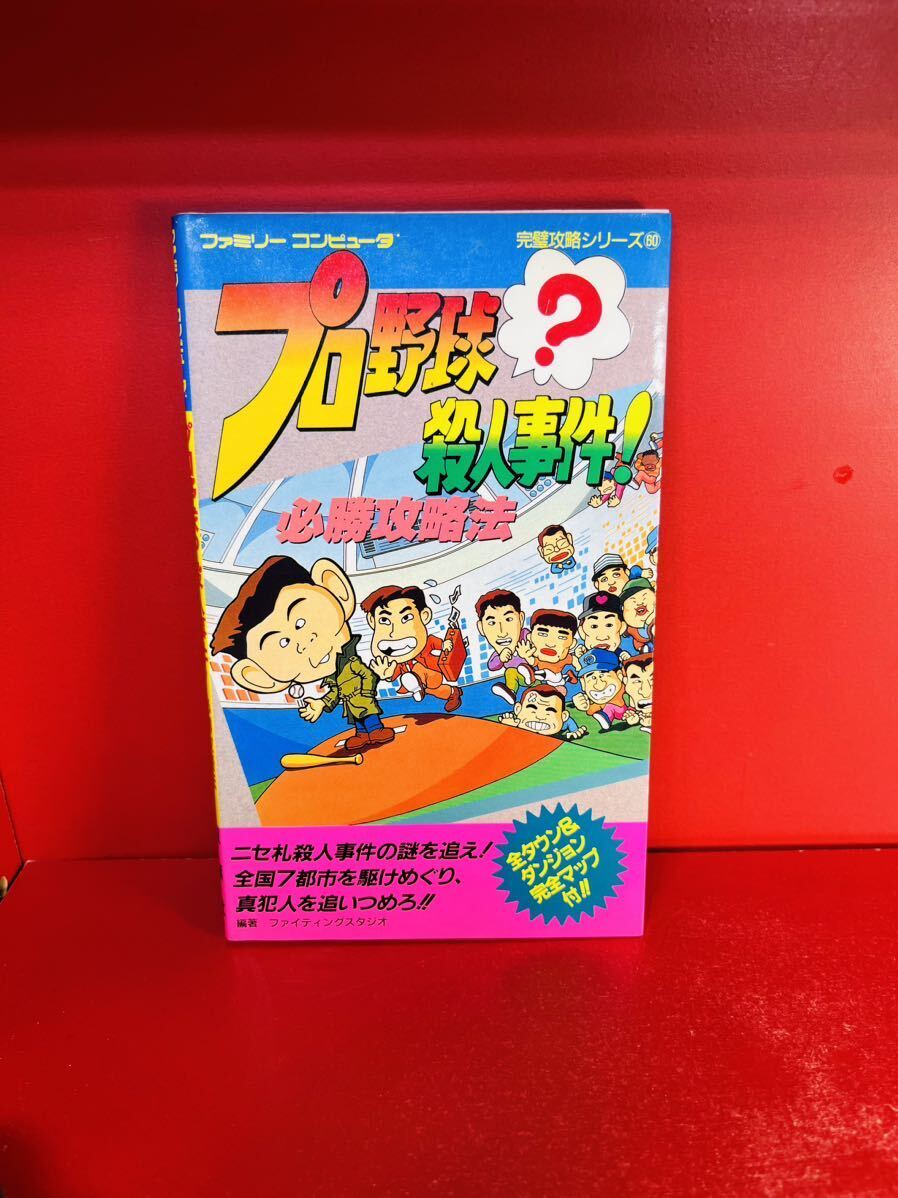 ファミリー コンピュータ
完璧攻略シリーズ60
プロ野球
?
殺人事件!
必勝攻略法
ニセ札殺人事件の謎を追え!
全国7都市を駆けめぐり、
真犯人を追いつめろ!!
編著 ファイティングスタジオ
全タウン&
ダンジョン
完全マップ
付!!